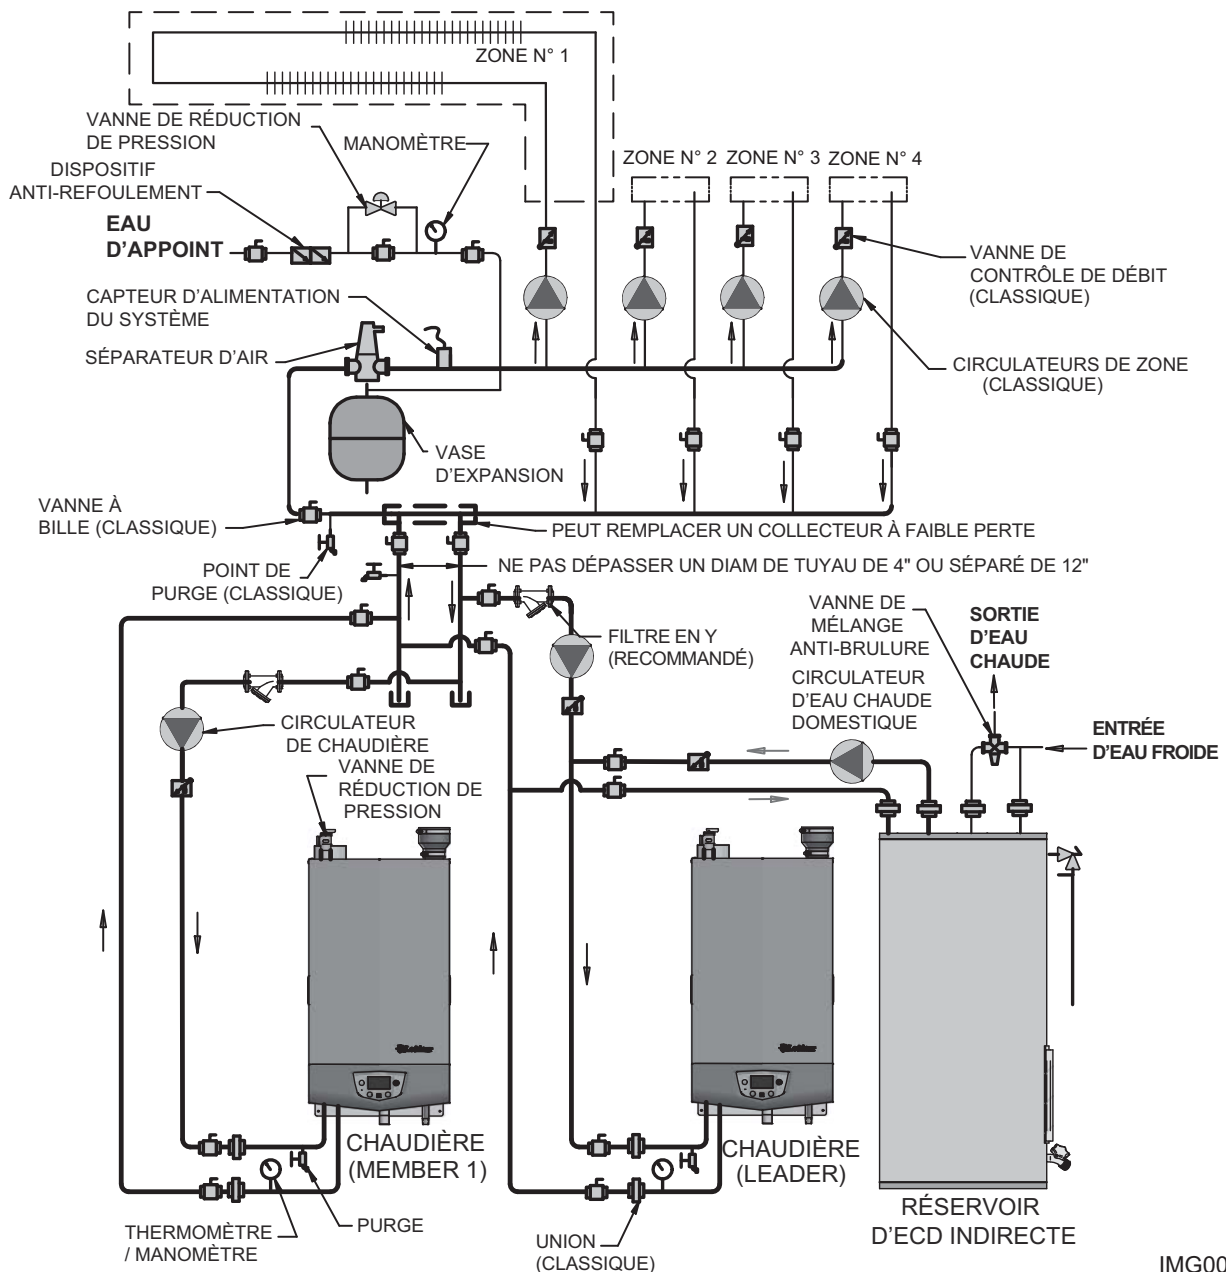 ZONE N° 1
VANNE DE RÉDUCTION
DE PRESSION
MANOMÈTRE
DISPOSITIF
ANTI-REFOULEMENT
EAU
D'APPOINT
ZONE N° 2
ZONE N° 3
ZONE N° 4
VANNE DE
CONTRÔLE DE DÉBIT
(CLASSIQUE)
CAPTEUR D'ALIMENTATION
DU SYSTÈME
SÉPARATEUR D'AIR
CIRCULATEURS DE ZONE
(CLASSIQUE)
VASE
D'EXPANSION
VANNE À
BILLE (CLASSIQUE)
PEUT REMPLACER UN COLLECTEUR À FAIBLE PERTE
POINT DE
PURGE (CLASSIQUE)
NE PAS DÉPASSER UN DIAM DE TUYAU DE 4" OU SÉPARÉ DE 12"
FILTRE EN Y
(RECOMMANDÉ)
VANNE DE
MÉLANGE
ANTI-BRULURE
SORTIE
D'EAU
CHAUDE
CIRCULATEUR
D'EAU CHAUDE
DOMESTIQUE
ENTRÉE
D'EAU FROIDE
CIRCULATEUR
DE CHAUDIÈRE
VANNE DE
RÉDUCTION DE
PRESSION
CHAUDIÈRE
(MEMBER 1)
CHAUDIÈRE
(LEADER)
THERMOMÈTRE
/ MANOMÈTRE
PURGE
UNION
(CLASSIQUE)
RÉSERVOIR
D'ECD INDIRECTE
IMG00